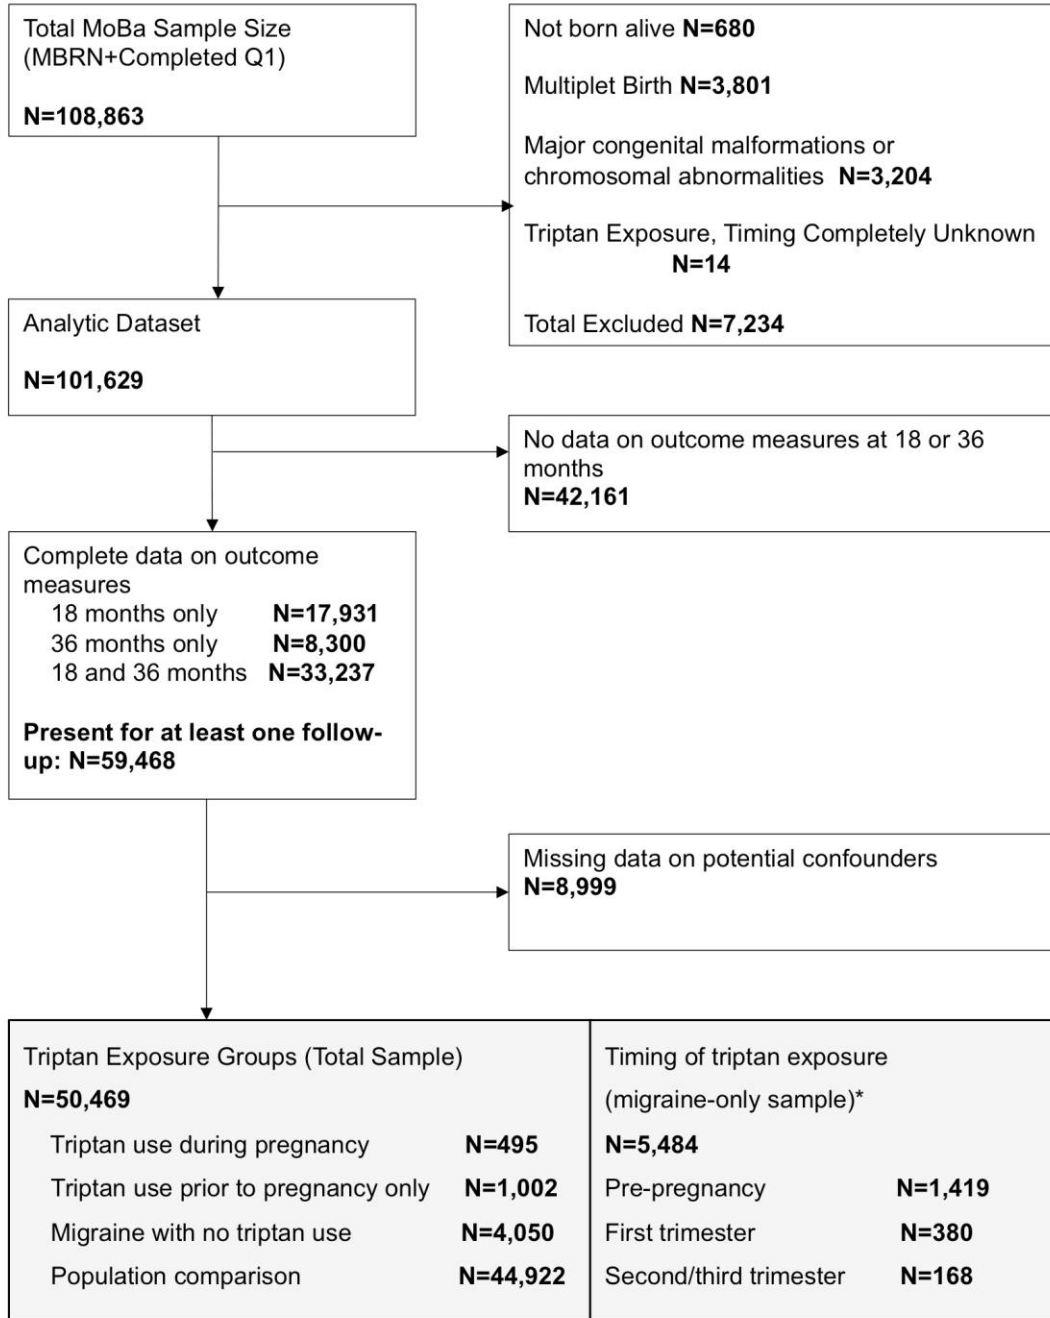 Total MoBa Sample Size
(MBRN+Completed Q1)
N=108,863
Not born alive N=680
Multiplet Birth N=3,801
Major congenital malformations or
chromosomal abnormalities N=3,204
Triptan Exposure, Timing Completely Unknown
N=14
Total Excluded N=7,234
Analytic Dataset
N=101,629
No data on outcome measures at 18 or 36
months
N=42,161
Complete data on outcome
measures
18 months only N=17,931
36 months only N=8,300
18 and 36 months N=33,237
Present for at least one follow-
up: N=59,468
Missing data on potential confounders
N=8,999
Triptan Exposure Groups (Total Sample)
N=50,469
Triptan use during pregnancy N=495
Triptan use prior to pregnancy only N=1,002
Migraine with no triptan use N=4,050
Population comparison N=44,922
Timing of triptan exposure
(migraine-only sample)*
N=5,484
Pre-pregnancy N=1,419
First trimester N=380
Second/third trimester N=168